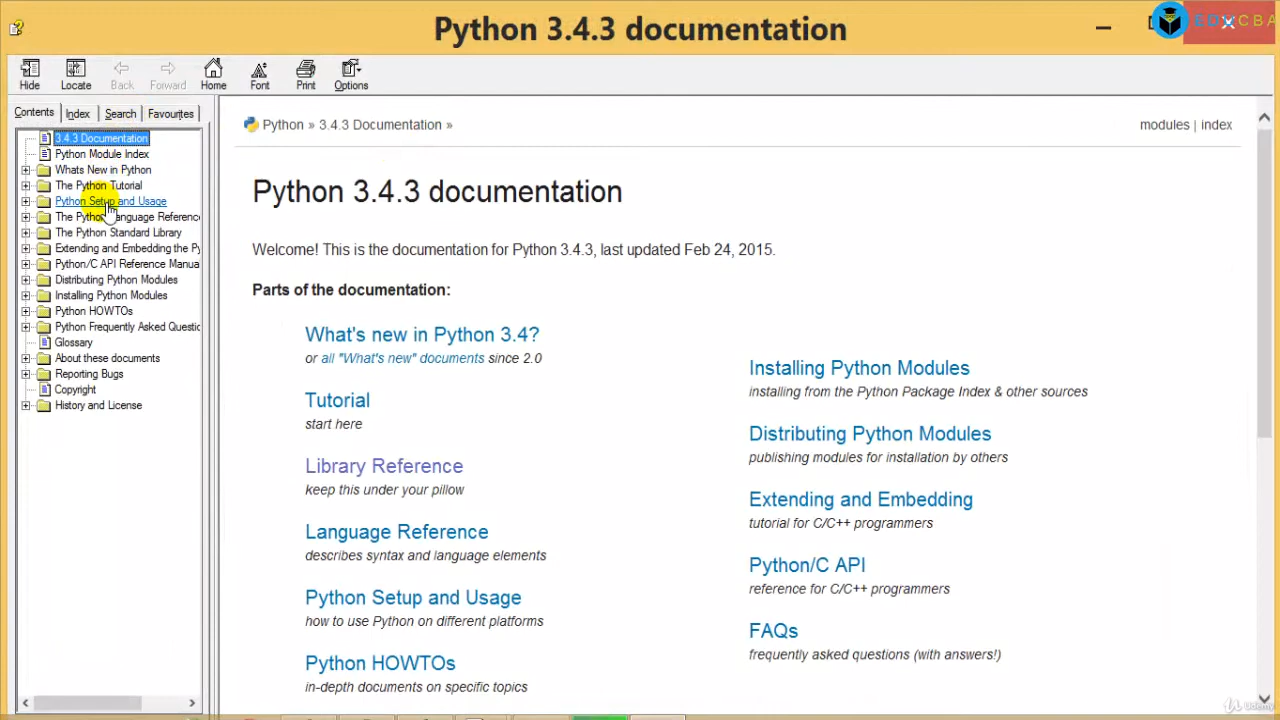 Python 3.4.3 documentation
Hide Locate Back Forward Home Font Print Options
Contents Index Search Favourites
3.4.3 Documentation
Python Module Index
Whats New in Python
The Python Tutorial
Python Setup and Usage
The Python Language Reference
The Python Standard Library
Extending and Embedding the Py
Python/C API Reference Manua
Distributing Python Modules
Installing Python Modules
Python HOWTOs
Python Frequently Asked Questic
Glossary
About these documents
Reporting Bugs
Copyright
History and License
Python » 3.4.3 Documentation »
modules | index
Python 3.4.3 documentation
Welcome! This is the documentation for Python 3.4.3, last updated Feb 24, 2015.
Parts of the documentation:
What's new in Python 3.4?
or all "What's new" documents since 2.0
Tutorial
start here
Library Reference
keep this under your pillow
Language Reference
describes syntax and language elements
Python Setup and Usage
how to use Python on different platforms
Python HOWTOs
in-depth documents on specific topics
Installing Python Modules
installing from the Python Package Index & other sources
Distributing Python Modules
publishing modules for installation by others
Extending and Embedding
tutorial for C/C++ programmers
Python/C API
reference for C/C++ programmers
FAQs
frequently asked questions (with answers!)
Udemy